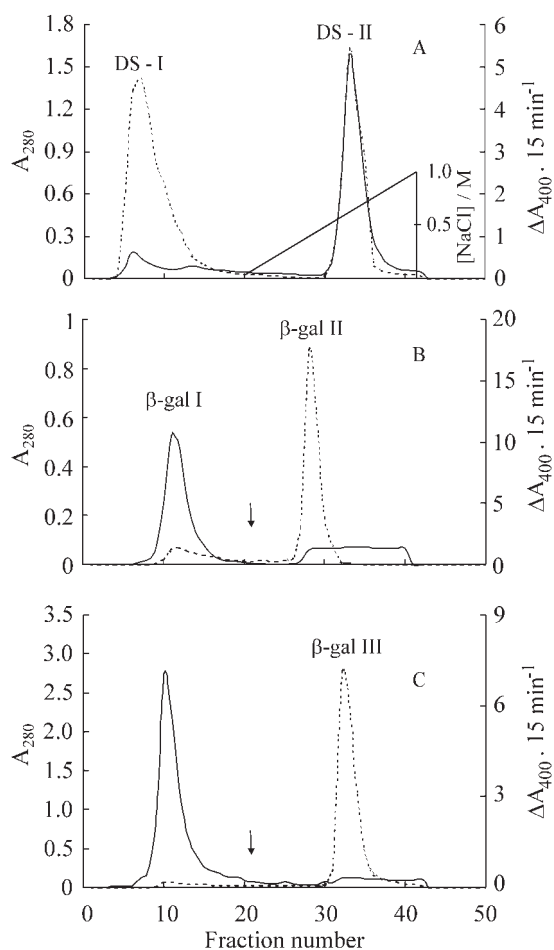 A
DS - I
DS - II
1.8
1.5
1.2
0.9
0.6
0.3
0
A₂₈₀
6
5
4
3
2
1
0
ΔA₄₀₀ . 15 min⁻¹
1.0
0.5
[NaCl] / M
B
β-gal I
β-gal II
1
0.8
0.6
0.4
0.2
0
A₂₈₀
20
15
10
5
0
ΔA₄₀₀ . 15 min⁻¹
C
β-gal III
3.5
3.0
2.5
2.0
1.5
1.0
0.5
0
A₂₈₀
9
6
3
0
ΔA₄₀₀ . 15 min⁻¹
0 10 20 30 40 50
Fraction number